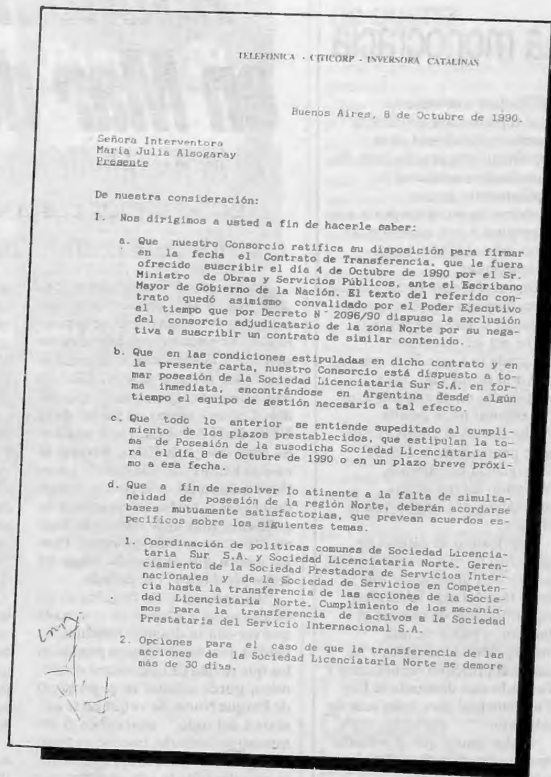 a monocracia
TELEFONICA - CITICORP - INVERSORA CATALINAS
Buenos Aires, 8 de Octubre de 1990.
Señora Interventora
María Julia Alsogaray
Presente
De nuestra consideración:
I. Nos dirigimos a usted a fin de hacerle saber:
a. Que nuestro Consorcio ratifica su disposición para firmar
en la fecha el Contrato de Transferencia, que le fuera
ofrecido suscribir el día 4 de Octubre de 1990 por el Sr.
Ministro de Obras y Servicios Públicos, ante el Escribano
Mayor de Gobierno de la Nación. El texto del referido con-
trato quedó asimismo convalidado por el Poder Ejecutivo
al tiempo que por Decreto N° 2096/90 dispuso la exclusión
del consorcio adjudicatario de la zona Norte por su nega-
tiva a suscribir un contrato de similar contenido.
b. Que en las condiciones estipuladas en dicho contrato y en
la presente carta, nuestro Consorcio está dispuesto a to-
mar posesión de la Sociedad Licenciataria Sur S.A. en for-
ma inmediata, encontrándose en Argentina desde algún
tiempo el equipo de gestión necesario a tal efecto.
c. Que todo lo anterior se entiende supeditado al cumpli-
miento de los plazos prestablecidos, que estipulan la to-
ma de Posesión de la susodicha Sociedad Licenciataria pa-
ra el día 8 de Octubre de 1990 o en un plazo breve próxi-
mo a esa fecha.
d. Que a fin de resolver lo atinente a la falta de simulta-
neidad de posesión de la región Norte, deberán acordarse
bases mutuamente satisfactorias, que prevean acuerdos es-
pecíficos sobre los siguientes temas.
1. Coordinación de políticas comunes de Sociedad Licencia-
taria Sur S.A. y Sociedad Licenciataria Norte. Geren-
ciamiento de la Sociedad Prestadora de Servicios Inter-
nacionales y de la Sociedad de Servicios en Competen-
cia hasta la transferencia de las acciones de la Socie-
dad Licenciataria Norte. Cumplimiento de los mecanis-
mos para la transferencia de activos a la Sociedad
Prestataria del Servicio Internacional S.A.
2. Opciones para el caso de que la transferencia de las
acciones de la Sociedad Licenciataria Norte se demore
más de 30 días.